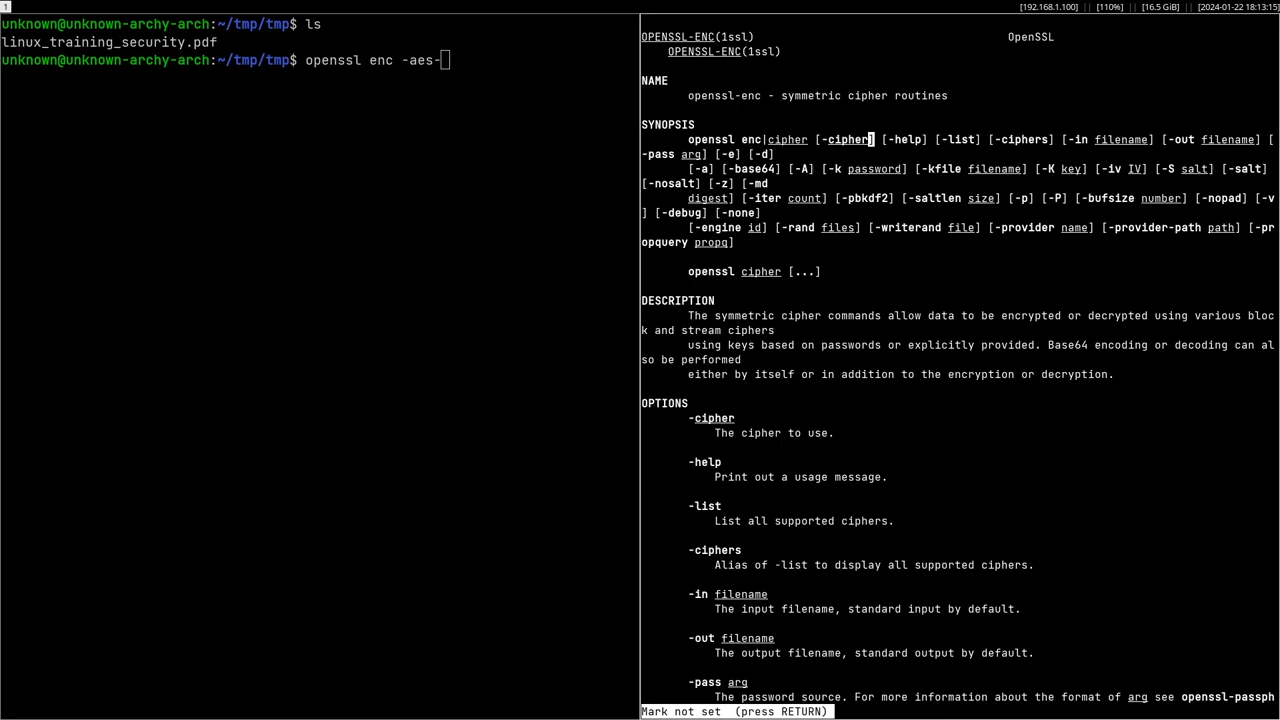 1
[192.168.1.100] || [110%] || [16.5 GiB] || [2024-01-22 18:13:15]
unknown@unknown-archy-arch:~/tmp/tmp$ ls
linux_training_security.pdf
unknown@unknown-archy-arch:~/tmp/tmp$ openssl enc -aes-
OPENSSL-ENC(1ssl) OpenSSL
OPENSSL-ENC(1ssl)
NAME
openssl-enc - symmetric cipher routines
SYNOPSIS
openssl enc|cipher [-cipher] [-help] [-list] [-ciphers] [-in filename] [-out filename] [
-pass arg] [-e] [-d]
[-a] [-base64] [-A] [-k password] [-kfile filename] [-K key] [-iv IV] [-S salt] [-salt]
[-nosalt] [-z] [-md
digest] [-iter count] [-pbkdf2] [-saltlen size] [-p] [-P] [-bufsize number] [-nopad] [-v
] [-debug] [-none]
[-engine id] [-rand files] [-writerand file] [-provider name] [-provider-path path] [-pr
opquery propq]
openssl cipher [...]
DESCRIPTION
The symmetric cipher commands allow data to be encrypted or decrypted using various bloc
k and stream ciphers
using keys based on passwords or explicitly provided. Base64 encoding or decoding can al
so be performed
either by itself or in addition to the encryption or decryption.
OPTIONS
-cipher
The cipher to use.
-help
Print out a usage message.
-list
List all supported ciphers.
-ciphers
Alias of -list to display all supported ciphers.
-in filename
The input filename, standard input by default.
-out filename
The output filename, standard output by default.
-pass arg
The password source. For more information about the format of arg see openssl-passph
Mark not set (press RETURN)